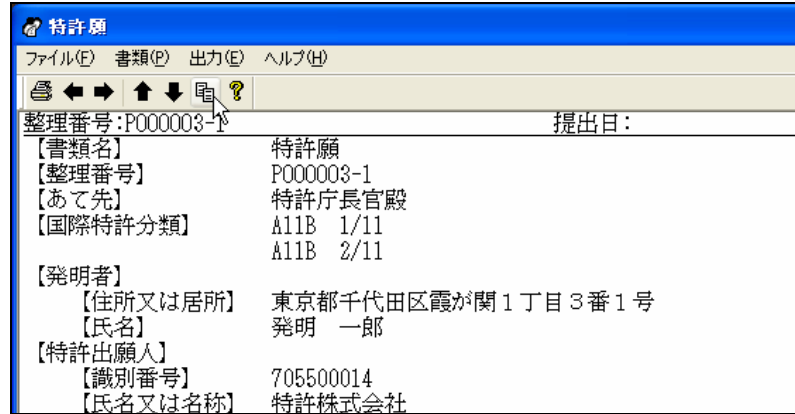 特許願
ファイル(F) 書類(P) 出力(E) ヘルプ(H)
整理番号:P000003-1 提出日:
【書類名】 特許願
【整理番号】 P000003-1
【あて先】 特許庁長官殿
【国際特許分類】 A11B 1/11
A11B 2/11
【発明者】
【住所又は居所】 東京都千代田区霞が関1丁目3番1号
【氏名】 発明 一郎
【特許出願人】
【識別番号】 705500014
【氏名又は名称】 特許株式会社